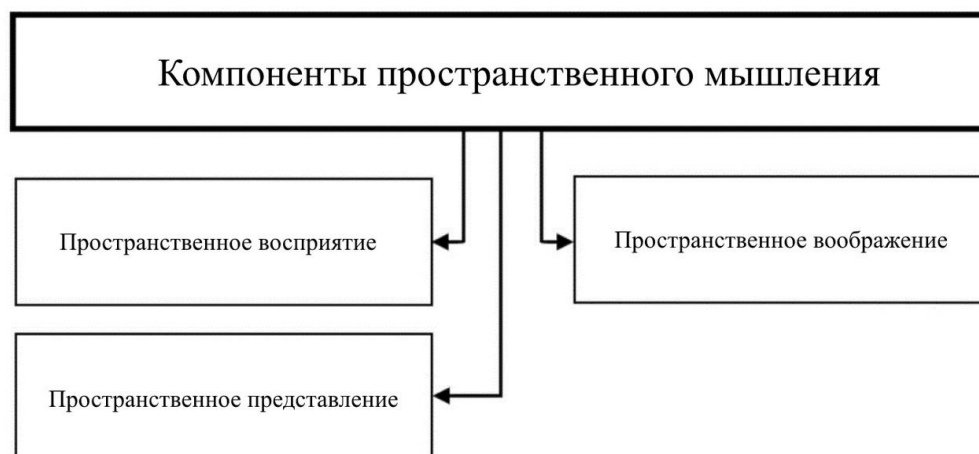 Компоненты пространственного мышления
Пространственное восприятие
Пространственное воображение
Пространственное представление